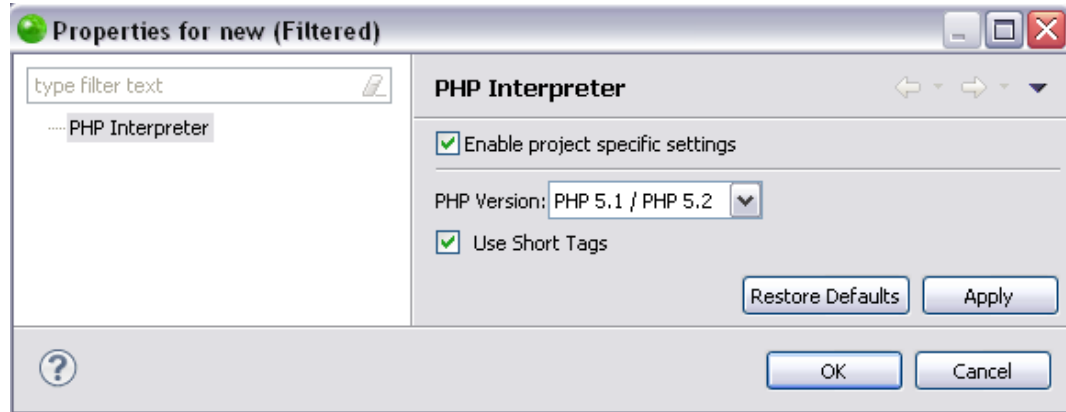 Properties for new (Filtered)
type filter text
PHP Interpreter
PHP Interpreter
Enable project specific settings
PHP Version: PHP 5.1 / PHP 5.2
Use Short Tags
Restore Defaults Apply
? OK Cancel